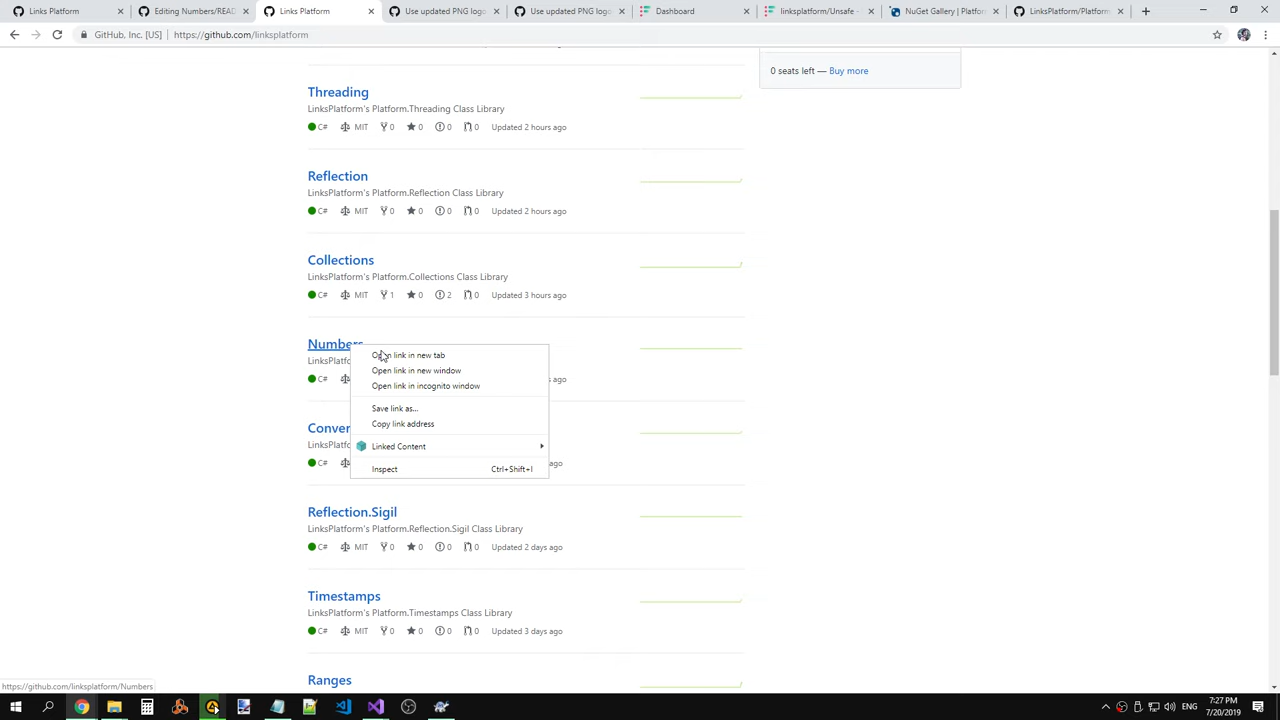 Links Platform
Editing Numbers/READ
Links Platform
Use updated PNG logo
Use updated PNG logo
Dashboard
linksplatform/Unsafe -
NuGet Gallery | Platform
LinksPlatform/Platform
GitHub, Inc. [US] | https://github.com/linksplatform
0 seats left — Buy more
Threading
LinksPlatform's Platform.Threading Class Library
C# MIT 0 0 0 0 Updated 2 hours ago
Reflection
LinksPlatform's Platform.Reflection Class Library
C# MIT 0 0 0 0 Updated 2 hours ago
Collections
LinksPlatform's Platform.Collections Class Library
C# MIT 1 0 2 0 Updated 3 hours ago
Numbers
Open link in new tab
Open link in new window
Open link in incognito window
Save link as...
Copy link address
Linked Content
Inspect Ctrl+Shift+I
LinksPlatfo
C# ago
Conver
LinksPlatfo
C# ago
Reflection.Sigil
LinksPlatform's Platform.Reflection.Sigil Class Library
C# MIT 0 0 0 0 Updated 2 days ago
Timestamps
LinksPlatform's Platform.Timestamps Class Library
C# MIT 0 0 0 0 Updated 3 days ago
Ranges
https://github.com/linksplatform/Numbers
ENG
7:27 PM
7/20/2019